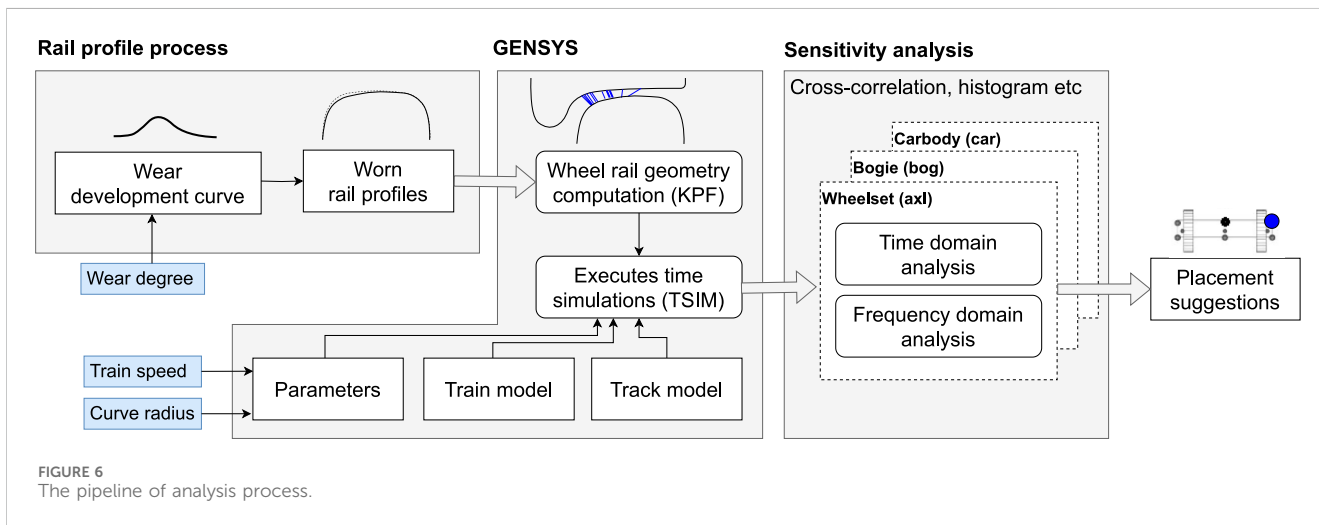 Rail profile process
GENSYS
Sensitivity analysis
Cross-correlation, histogram etc
Carbody (car)
Bogie (bog)
Wheelset (axl)
Wear
development curve
Worn
rail profiles
Wheel rail geometry
computation (KPF)
Time domain
analysis
Wear degree
Executes time
simulations (TSIM)
Frequency domain
analysis
Placement
suggestions
Train speed
Curve radius
Parameters
Train model
Track model
FIGURE 6
The pipeline of analysis process.